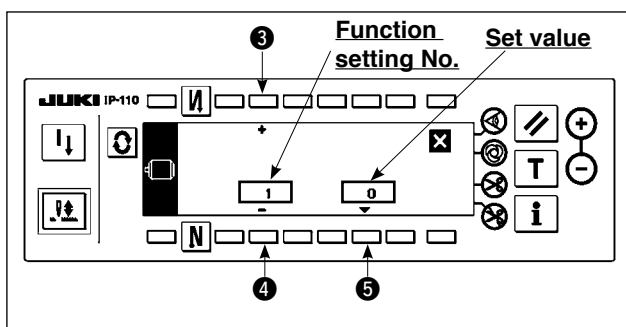 ❸
Function
setting No.
Set value
JUKI IP-110
+
1
0
−
T
i
N
N
+
−
❹
❺